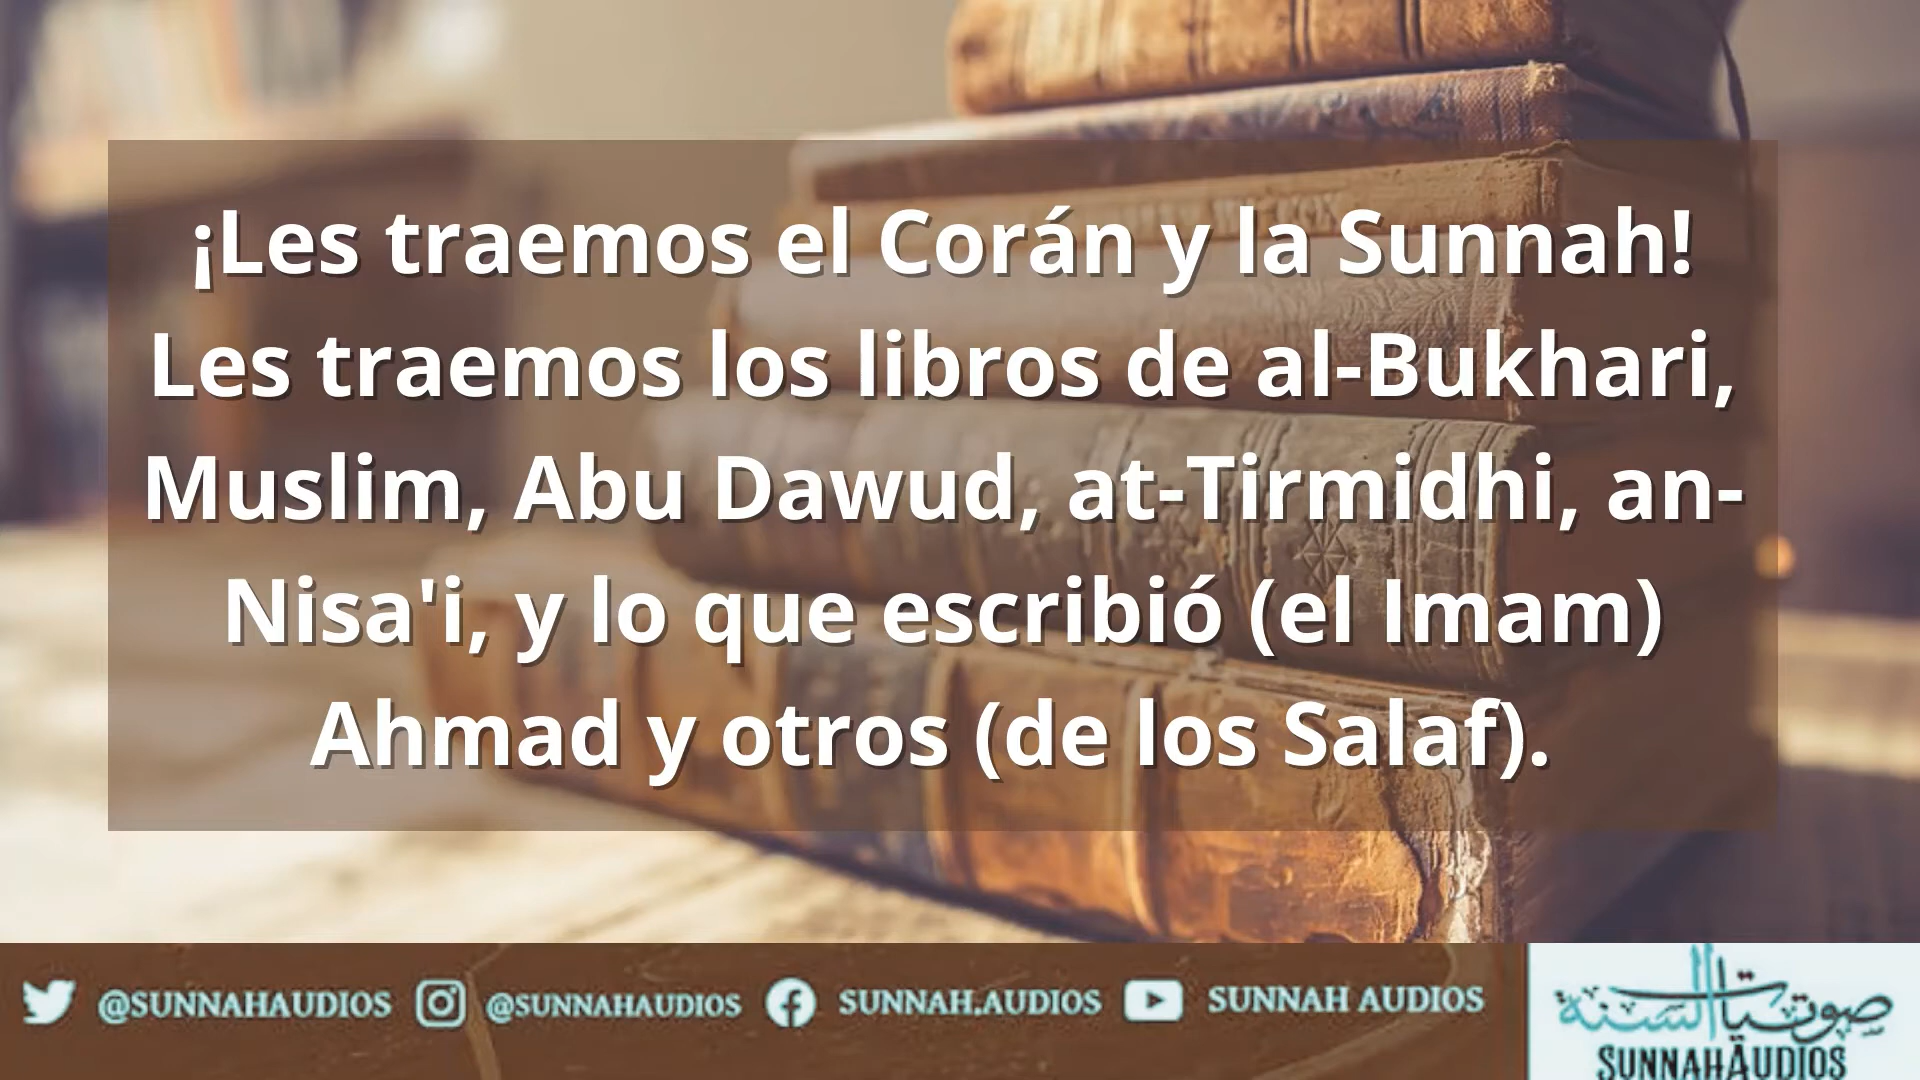 ¡Les traemos el Corán y la Sunnah!
Les traemos los libros de al-Bukhari,
Muslim, Abu Dawud, at-Tirmidhi, an-
Nisa'i, y lo que escribió (el Imam)
Ahmad y otros (de los Salaf).
@SUNNAHAUDIOS @SUNNAHAUDIOS SUNNAH.AUDIOS SUNNAH AUDIOS
صوتيات السنة
SUNNAHAUDIOS